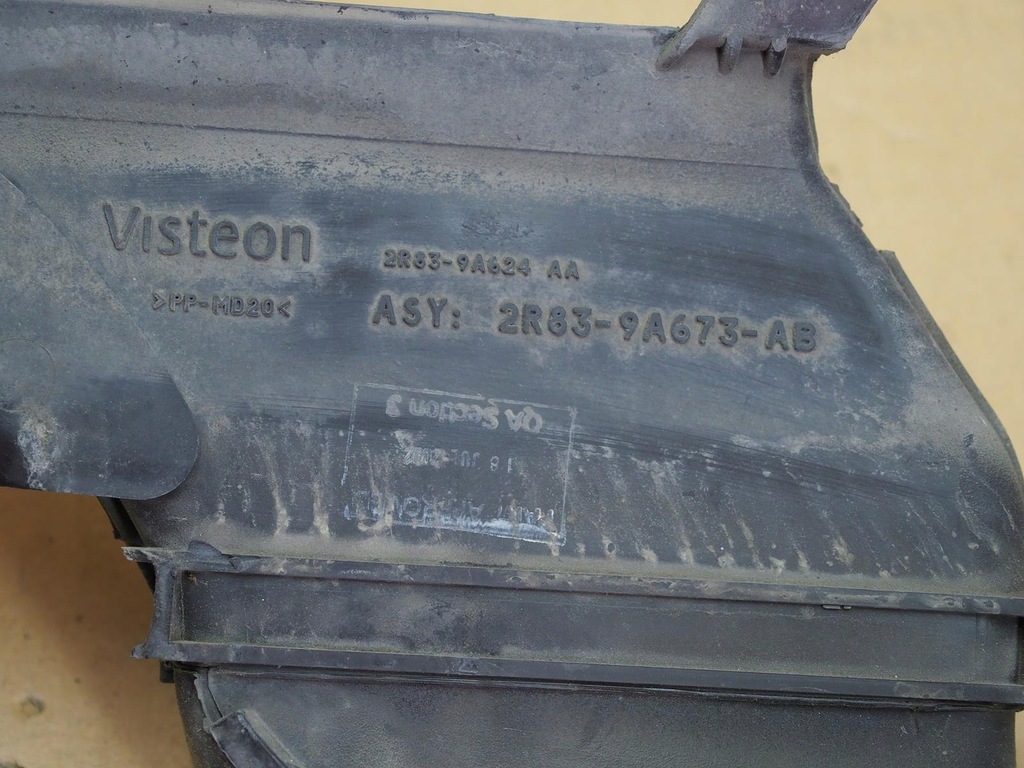 Visteon
2R83-9A624 AA
>PP-MD20<
ASY: 2R83-9A673-AB
QA Section 3